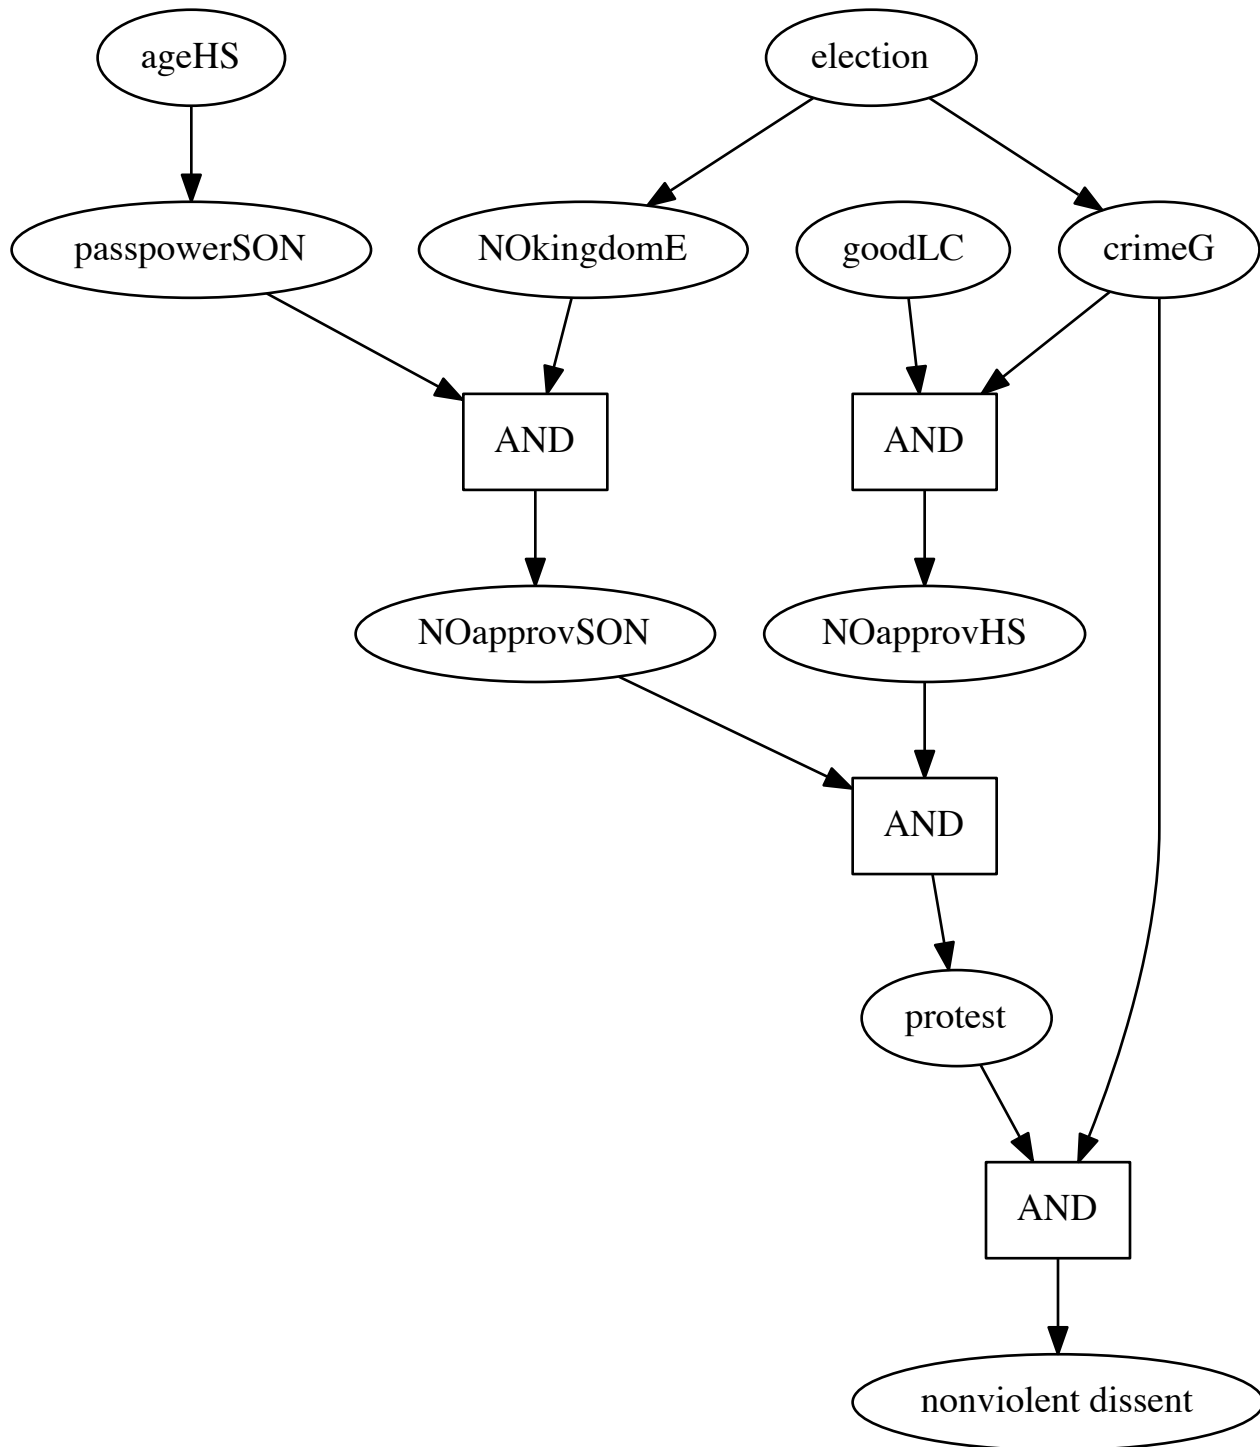 ageHS
election
passpowerSON
NOkingdomE
goodLC
crimeG
AND
AND
NOapprovSON
NOapprovHS
AND
protest
AND
nonviolent dissent